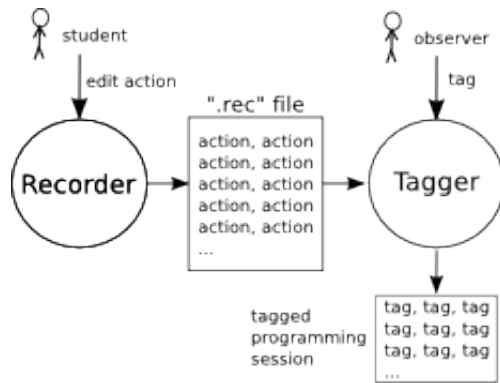 student
edit action
Recorder
".rec" file
action, action
action, action
action, action
action, action
action, action
...
observer
tag
Tagger
tagged
programming
session
tag, tag, tag
tag, tag, tag
tag, tag, tag
...